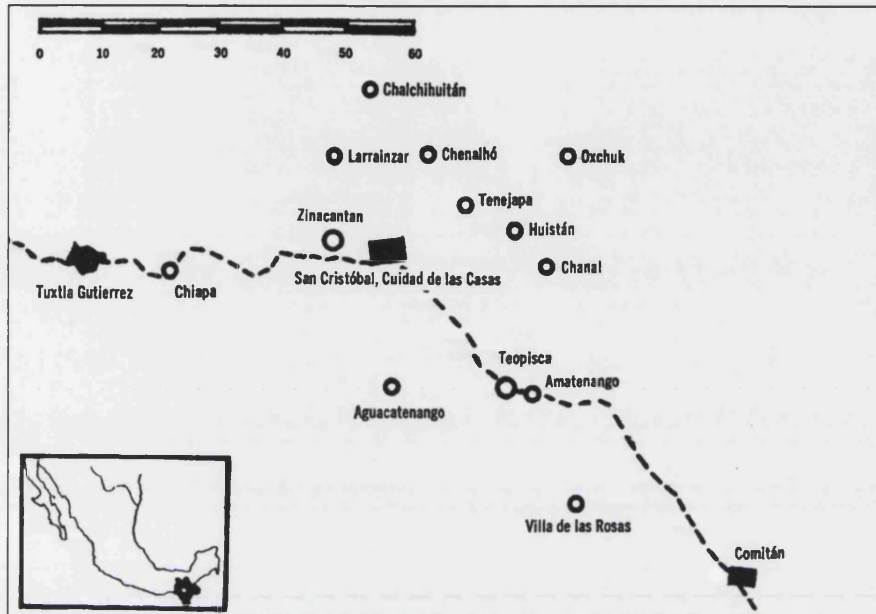 0 10 20 30 40 50 60
Chalchihuitán
Larrainzar
Chenalhó
Oxchuk
Tenejapa
Zinacantan
Huistán
Chanal
San Cristóbal, Cuidad de las Casas
Tuxtla Gutierrez
Chiapa
Teopisca
Amatenango
Aguacatenango
Villa de las Rosas
Comitán